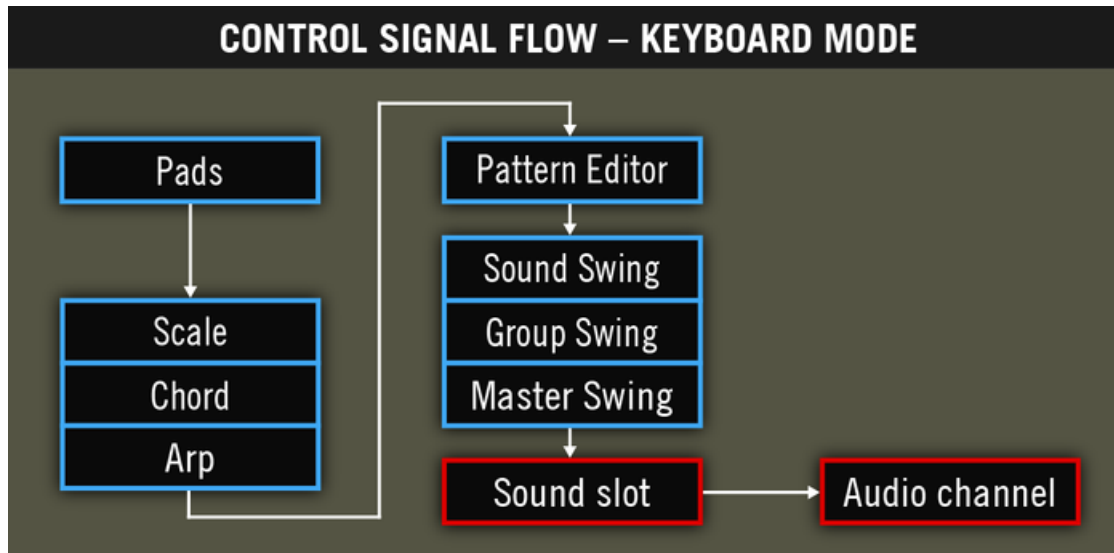 CONTROL SIGNAL FLOW – KEYBOARD MODE
Pads
Scale
Chord
Arp
Pattern Editor
Sound Swing
Group Swing
Master Swing
Sound slot
Audio channel